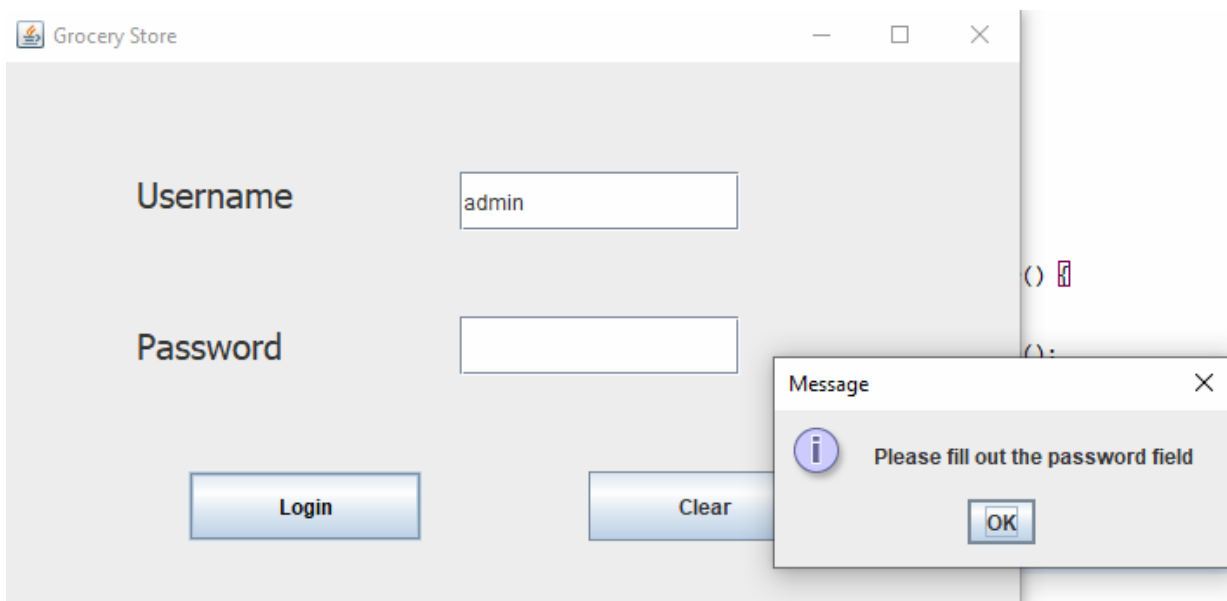 Grocery Store
Username
admin
() {
Password
();
Message
Please fill out the password field
Login
Clear
OK